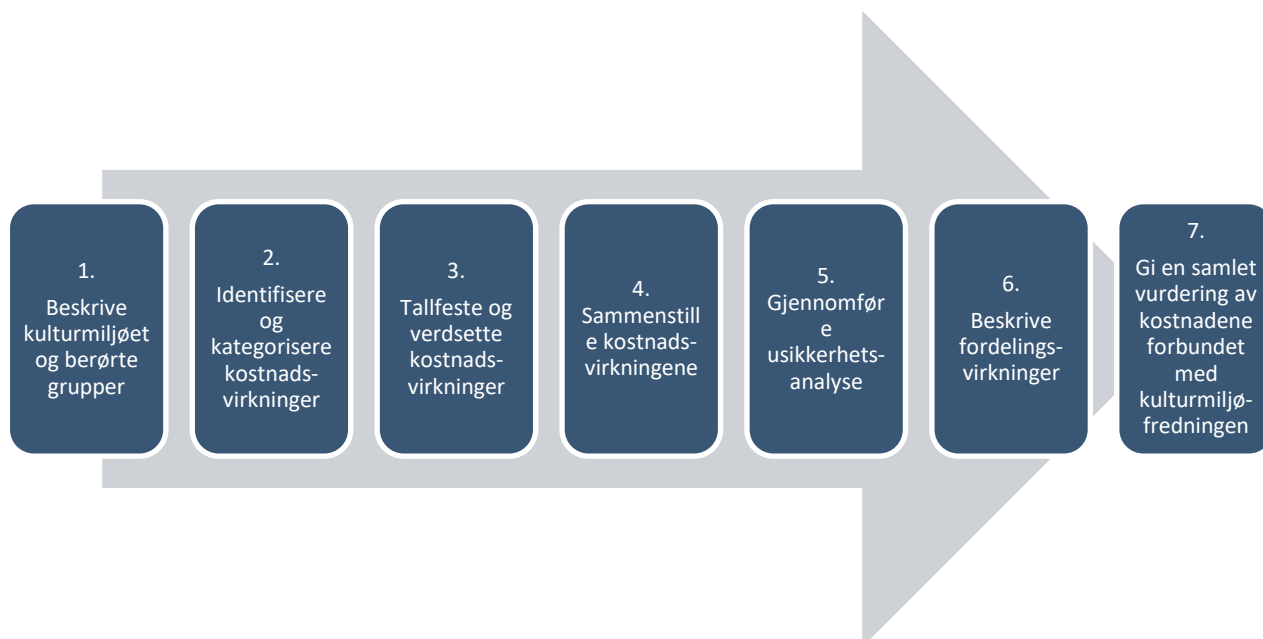 1.
Beskrive
kulturmiljøet
og berørte
grupper
2.
Identifisere
og
kategorisere
kostnads-
virkninger
3.
Tallfeste og
verdsette
kostnads-
virkninger
4.
Sammenstill
e kostnads-
virkningene
5.
Gjennomfør
e
usikkerhets-
analyse
6.
Beskrive
fordelings-
virkninger
7.
Gi en samlet
vurdering av
kostnadene
forbundet
med
kulturmiljø-
fredningen